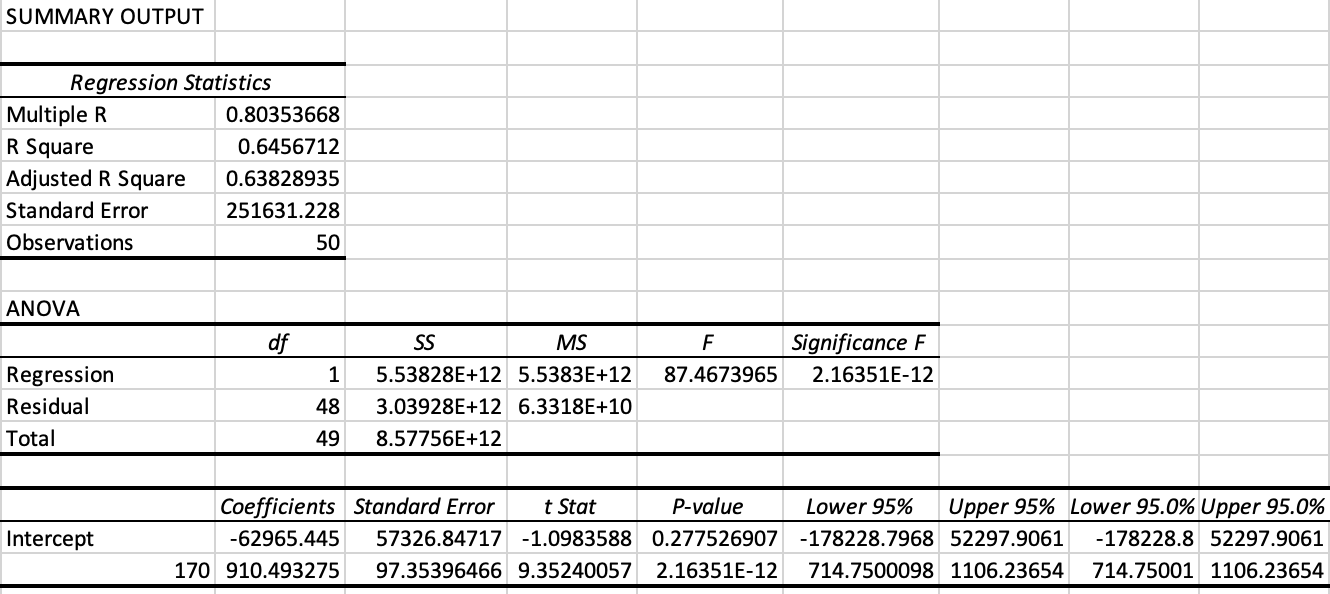 SUMMARY OUTPUT
Regression Statistics
Multiple R 0.80353668
R Square 0.6456712
Adjusted R Square 0.63828935
Standard Error 251631.228
Observations 50
ANOVA
df SS MS F Significance F
Regression 1 5.53828E+12 5.5383E+12 87.4673965 2.16351E-12
Residual 48 3.03928E+12 6.3318E+10
Total 49 8.57756E+12
Coefficients Standard Error t Stat P-value Lower 95% Upper 95% Lower 95.0% Upper 95.0%
Intercept -62965.445 57326.84717 -1.0983588 0.277526907 -178228.7968 52297.9061 -178228.8 52297.9061
170 910.493275 97.35396466 9.35240057 2.16351E-12 714.7500098 1106.23654 714.75001 1106.23654